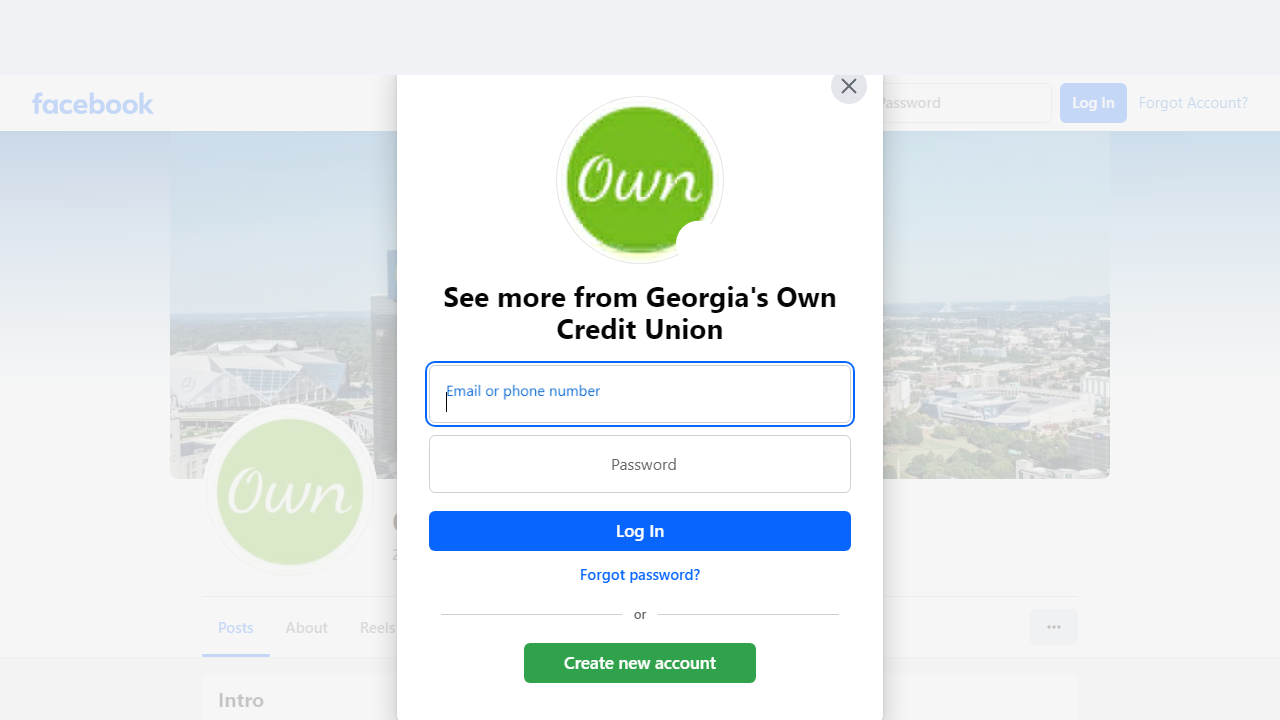 facebook
Password
Log In
Forgot Account?
Own
See more from Georgia's Own
Credit Union
Email or phone number
Password
Log In
Forgot password?
or
Create new account
Own
Posts
About
Reels
Intro